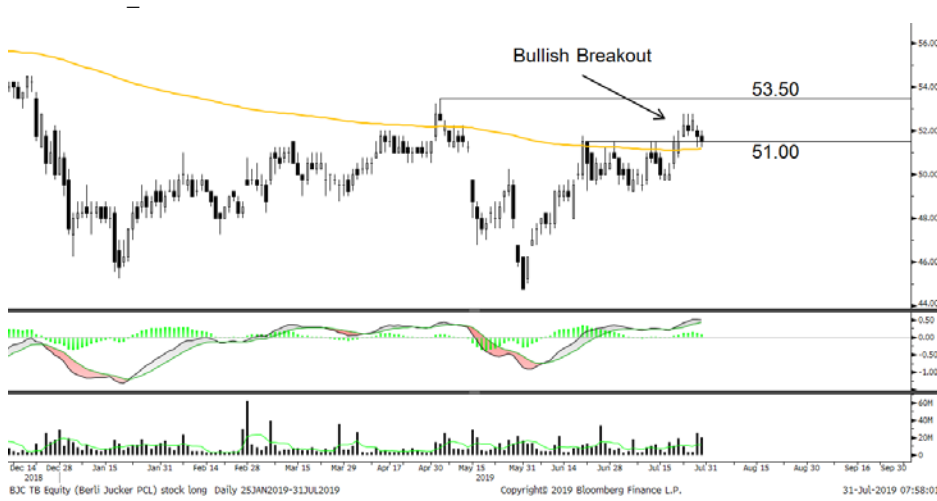 56.00
Bullish Breakout
54.00
53.50
52.00
51.00
50.00
48.00
46.00
44.00
0.50
0.00
-0.50
-1.00
60M
40M
20M
0
Dec 14 Dec 28 Jan 15 Jan 31 Feb 14 Feb 28 Mar 15 Mar 29 Apr 17 Apr 30 May 15 May 31 Jun 14 Jun 28 Jul 15 Jul 31 Aug 15 Aug 30 Sep 16 Sep 30
2018 2019
BJC TB Equity (Berli Jucker PCL) stock long Daily 25JAN2019-31JUL2019 Copyright© 2019 Bloomberg Finance L.P. 31-Jul-2019 07:58:01